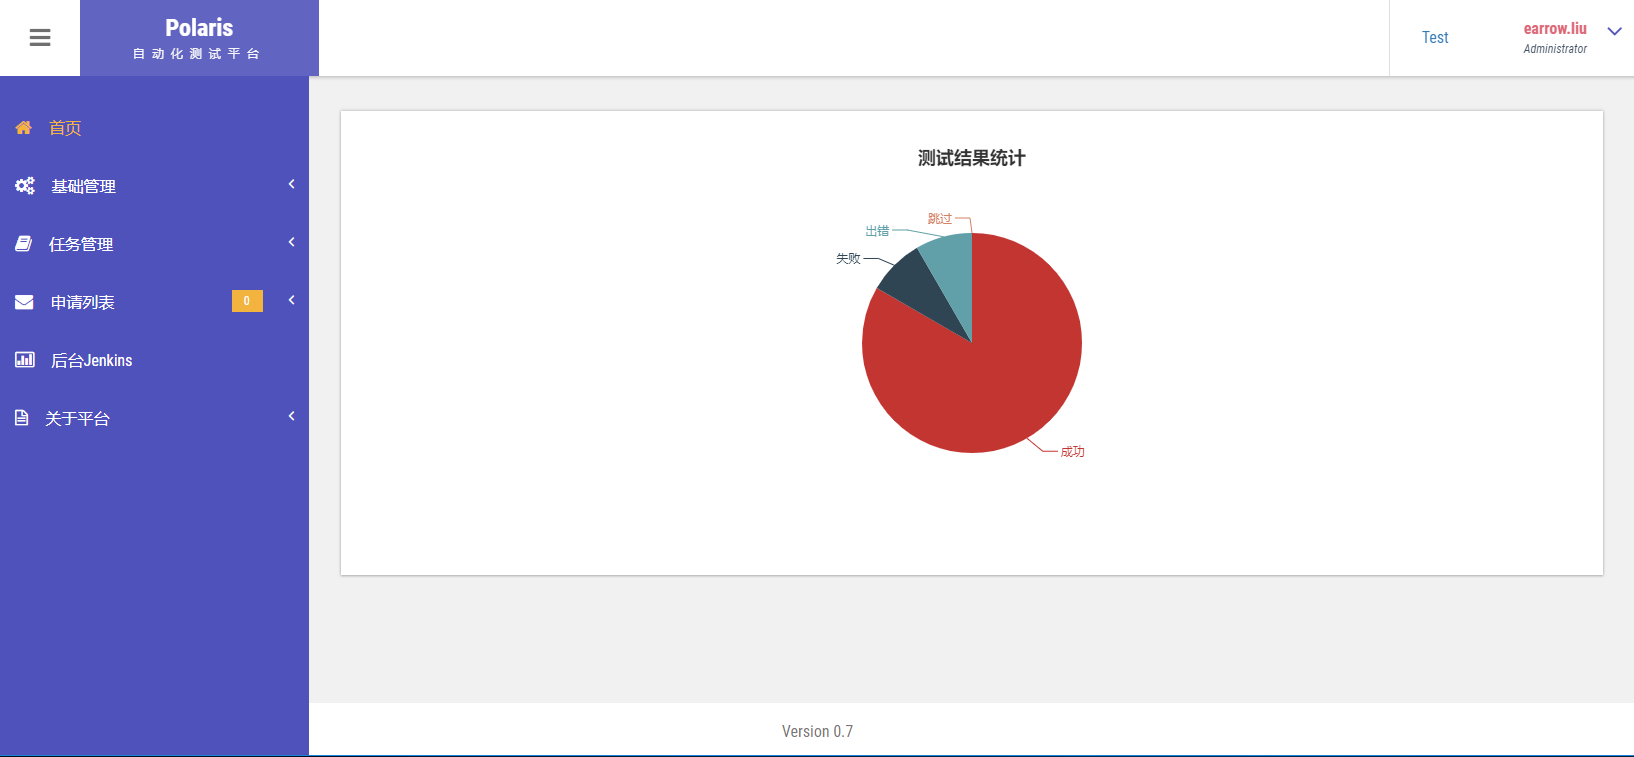 Polaris
自动化测试平台
Test
earrow.liu
Administrator
首页
基础管理
任务管理
申请列表
0
后台Jenkins
关于平台
测试结果统计
跳过
出错
失败
成功
Version 0.7